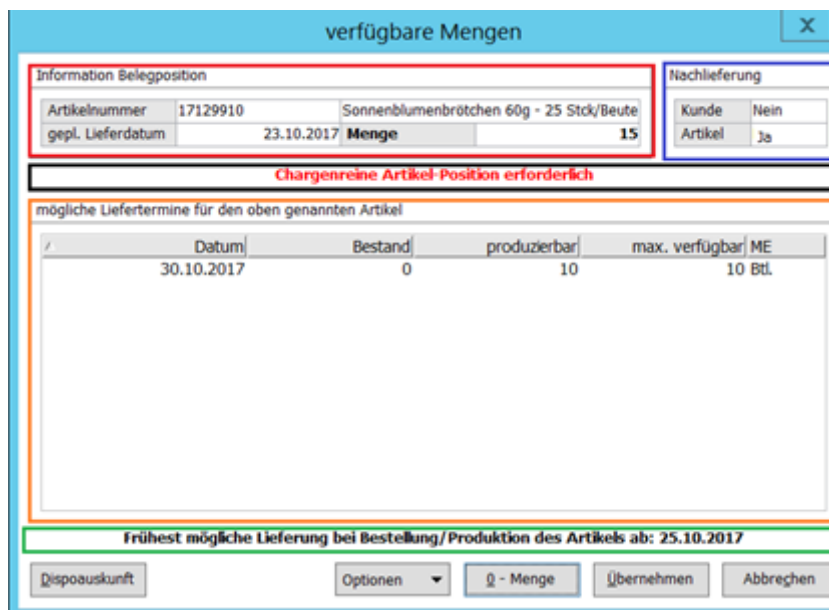 verfügbare Mengen
X
Information Belegposition
Nachlieferung
Artikelnummer 17129910 Sonnenblumenbrötchen 60g - 25 Stck/Beute
Kunde Nein
gepl. Lieferdatum 23.10.2017 Menge 15
Artikel Ja
Chargenreine Artikel-Position erforderlich
mögliche Liefertermine für den oben genannten Artikel
Datum Bestand produzierbar max. verfügbar ME
30.10.2017 0 10 10 Btl.
Frühest mögliche Lieferung bei Bestellung/Produktion des Artikels ab: 25.10.2017
Dispoauskunft Optionen 0 - Menge Übernehmen Abbrechen